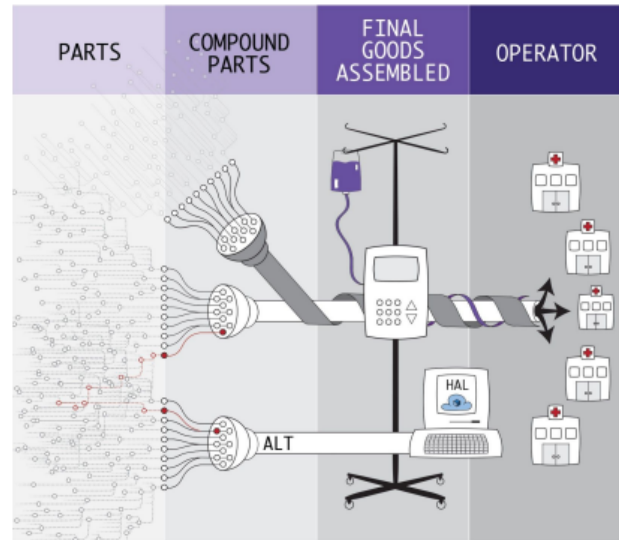 PARTS
COMPOUND
PARTS
FINAL
GOODS
ASSEMBLED
OPERATOR
HAL
ALT